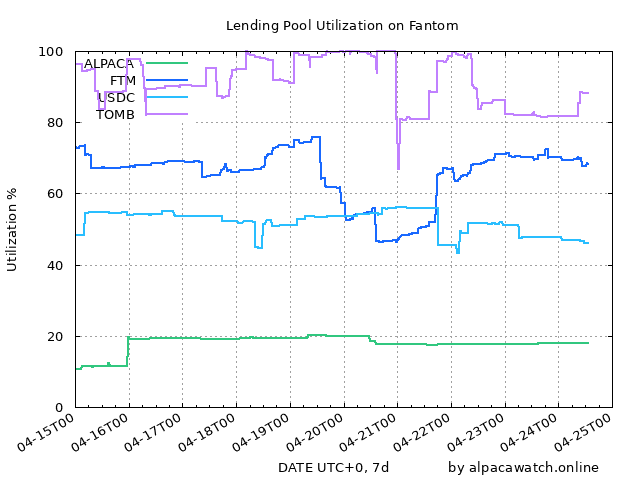 Lending Pool Utilization on Fantom
Utilization %
100
80
60
40
20
0
ALPACA
FTM
USDC
TOMB
04-15T00
04-16T00
04-17T00
04-18T00
04-19T00
04-20T00
04-21T00
04-22T00
04-23T00
04-24T00
04-25T00
DATE UTC+0, 7d
by alpacawatch.online